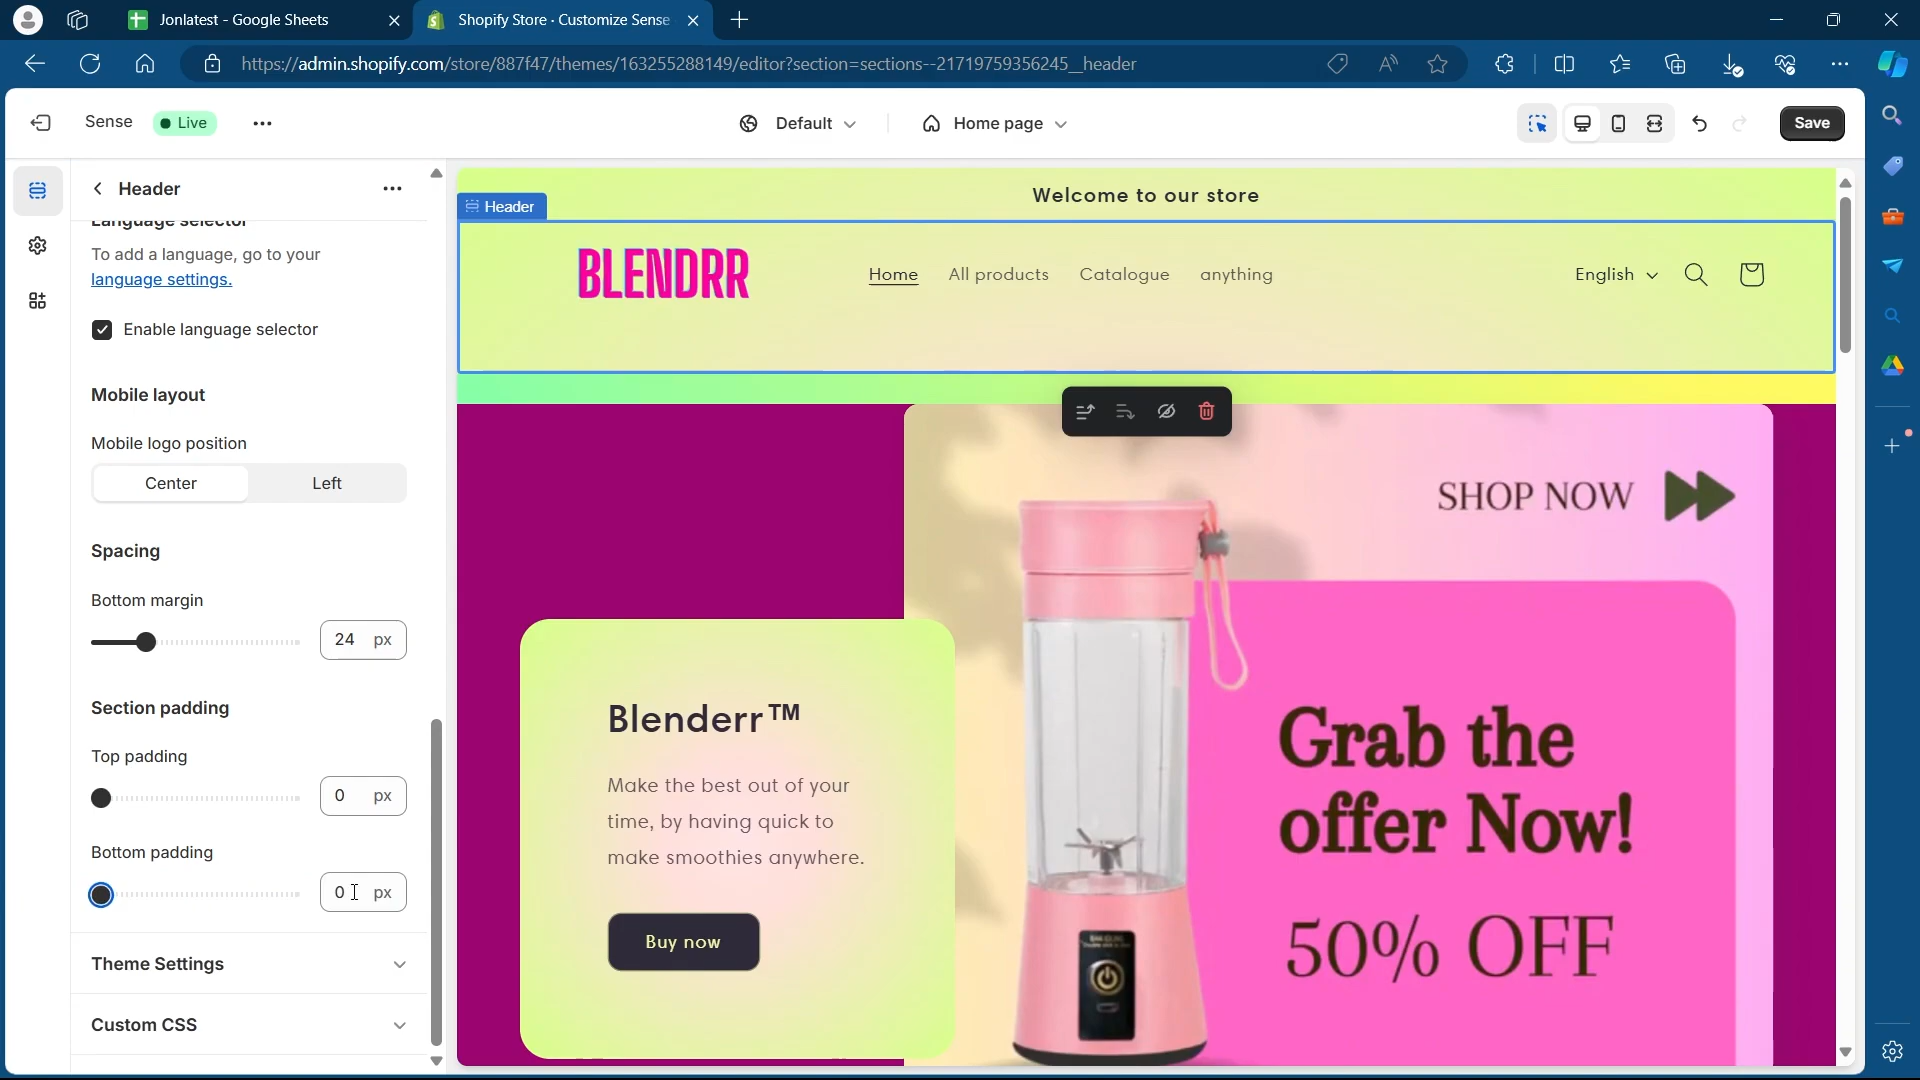 Jonlatest - Google Sheets
Shopify Store · Customize Sense
https://admin.shopify.com/store/887f47/themes/163255288149/editor?section=sections--21719759356245__header
Sense
Live
Default
Home page
Save
Header
Language selector
To add a language, go to your
language settings.
Enable language selector
Mobile layout
Mobile logo position
Center
Left
Spacing
Bottom margin
24 px
Section padding
Top padding
0 px
Bottom padding
0 px
Theme Settings
Custom CSS
Welcome to our store
Header
BLENDRR
Home
All products
Catalogue
anything
English
SHOP NOW
Blenderr™
Make the best out of your
time, by having quick to
make smoothies anywhere.
Buy now
Grab the
offer Now!
50% OFF